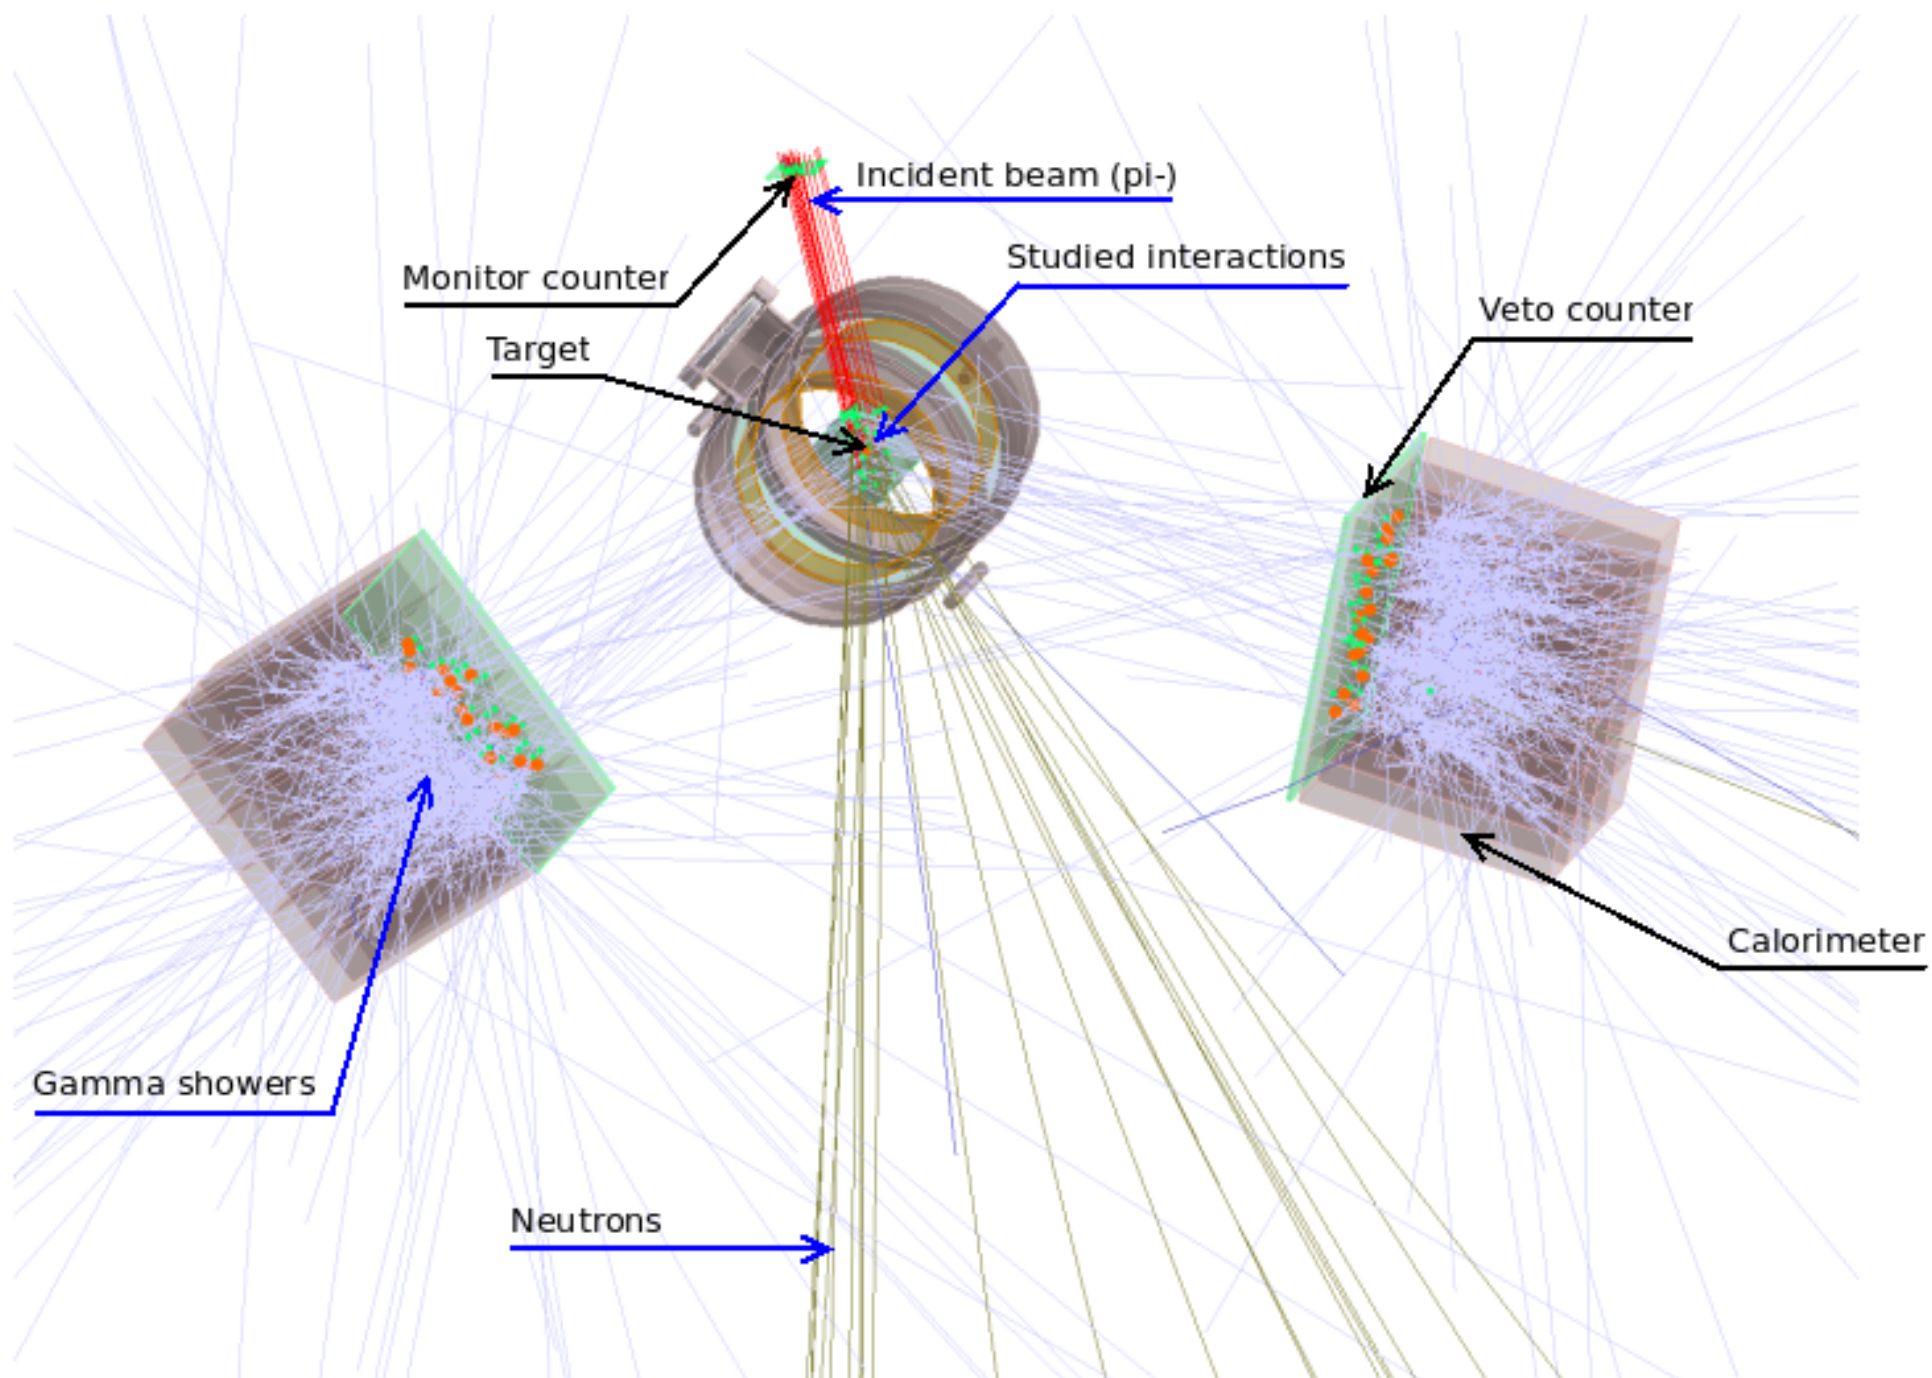 Incident beam (pi-)
Studied interactions
Monitor counter
Veto counter
Target
Calorimeter
Gamma showers
Neutrons